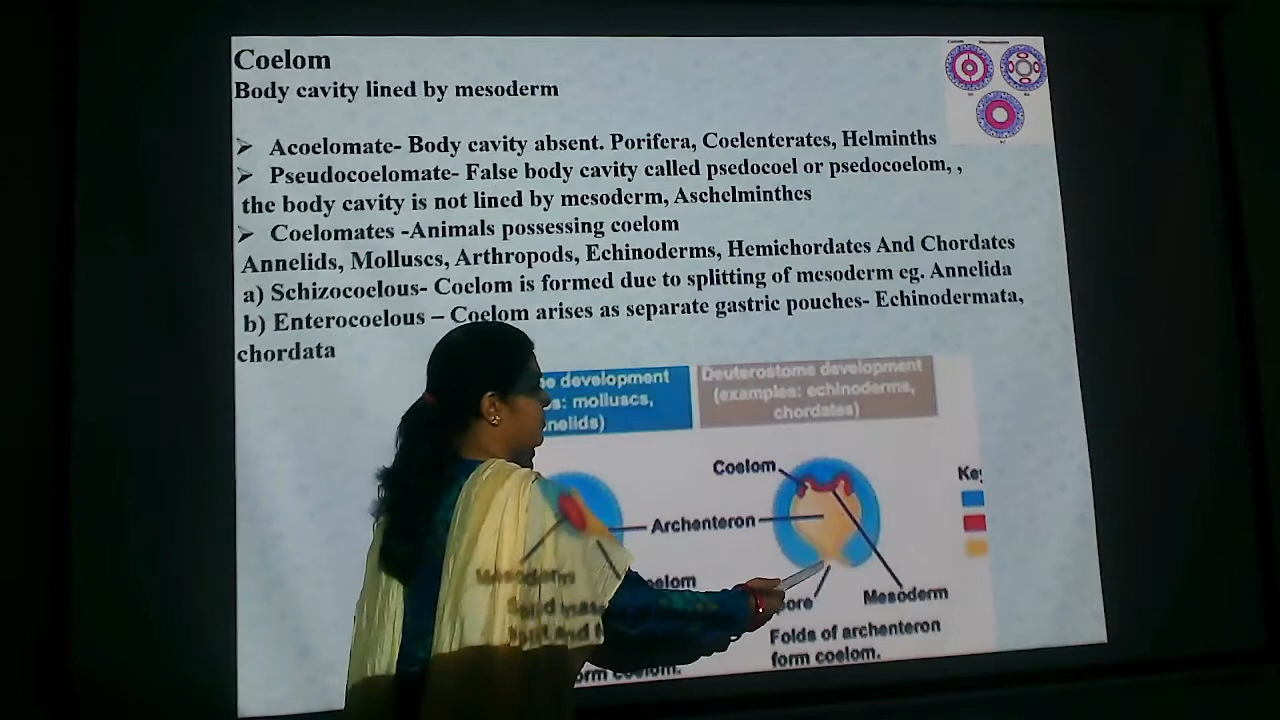 Coelom
Body cavity lined by mesoderm
➢ Acoelomate- Body cavity absent. Porifera, Coelenterates, Helminths
➢ Pseudocoelomate- False body cavity called psedocoel or psedocoelom, ,
the body cavity is not lined by mesoderm, Aschelminthes
➢ Coelomates -Animals possessing coelom
Annelids, Molluscs, Arthropods, Echinoderms, Hemichordates And Chordates
a) Schizocoelous- Coelom is formed due to splitting of mesoderm eg. Annelida
b) Enterocoelous – Coelom arises as separate gastric pouches- Echinodermata,
chordata
development
molluscs,
Deuterostome development
(examples: echinoderms,
chordates)
Coelom
Archenteron
Mesoderm
Mesoderm
Folds of archenteron
form coelom.
coelom.